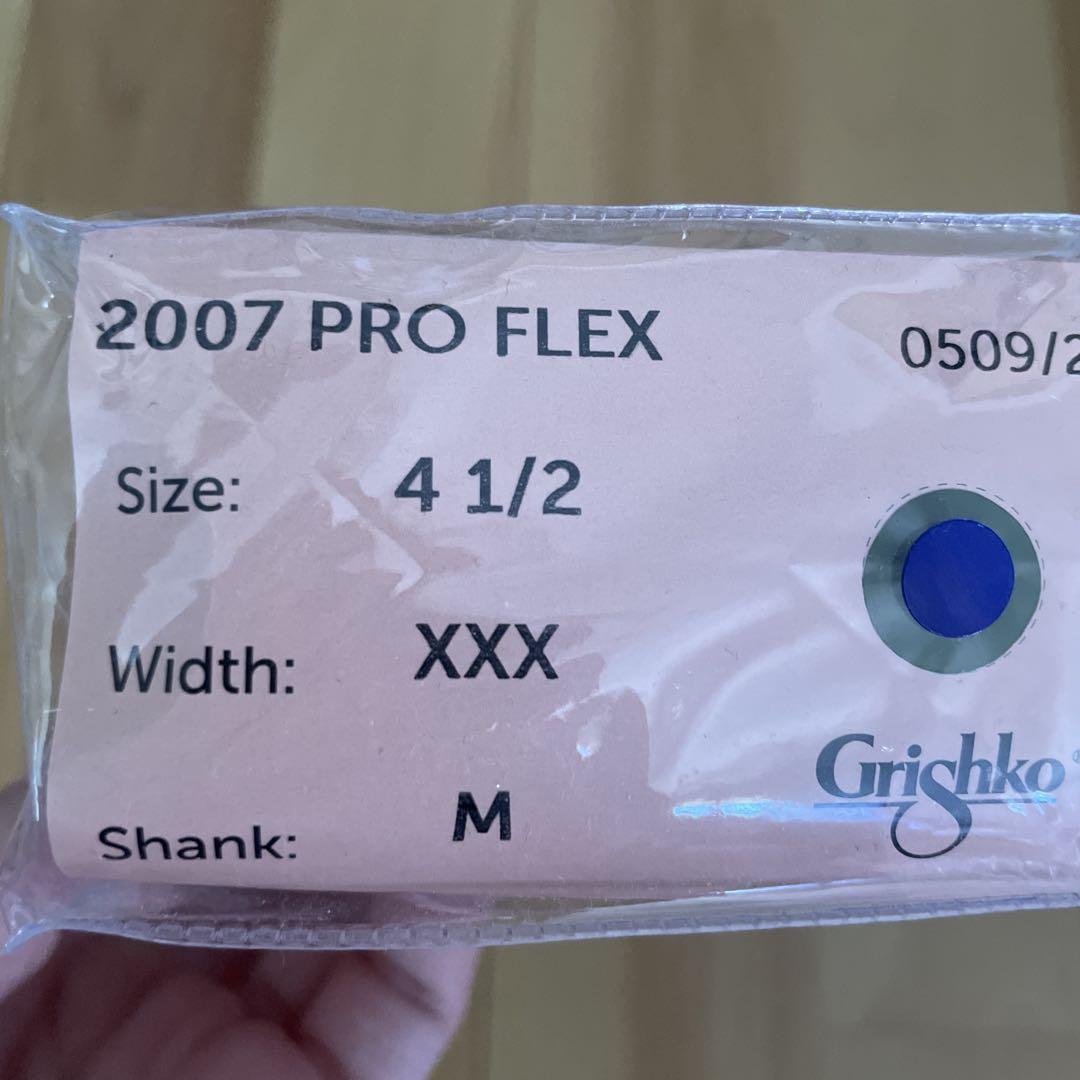 2007 PRO FLEX 0509/2
Size: 4 1/2
Width: XXX
Grishko
Shank: M